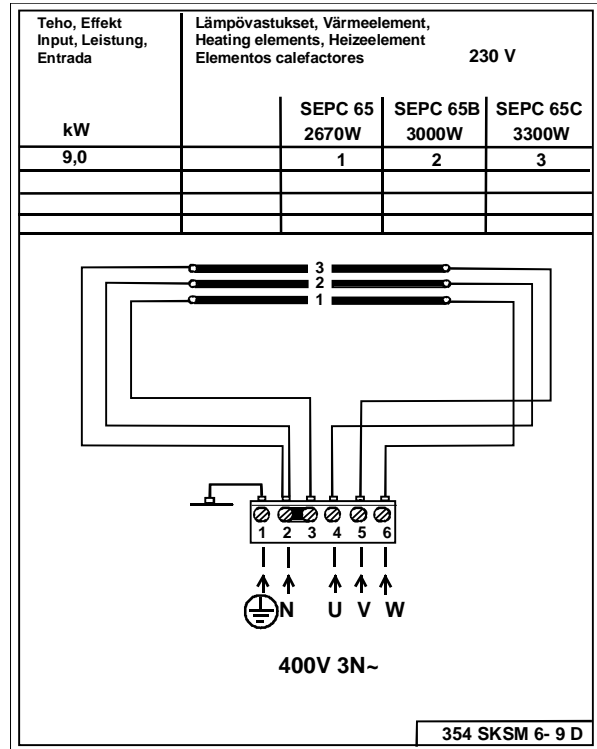 Teho, Effekt
Input, Leistung,
Entrada
Lämpövastukset, Värmeelement,
Heating elements, Heizeelement
Elementos calefactores 230 V
kW
SEPC 65 SEPC 65B SEPC 65C
2670W 3000W 3300W
9,0 1 2 3
3
2
1
1 2 3 4 5 6
N U V W
400V 3N~
354 SKSM 6- 9 D